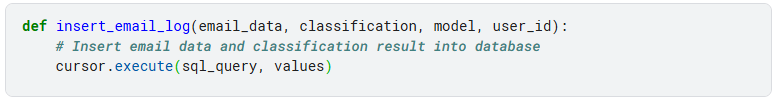 def insert_email_log(email_data, classification, model, user_id):
    # Insert email data and classification result into database
    cursor.execute(sql_query, values)